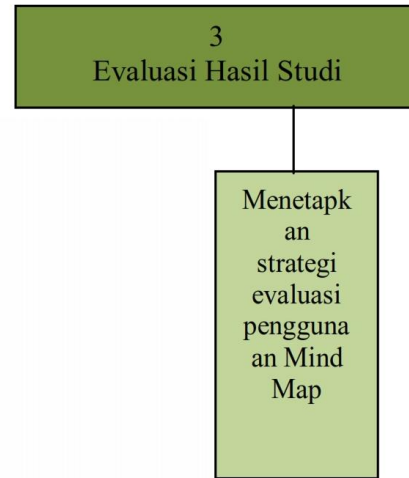 3
Evaluasi Hasil Studi
Menetapk
an
strategi
evaluasi
pengguna
an Mind
Map